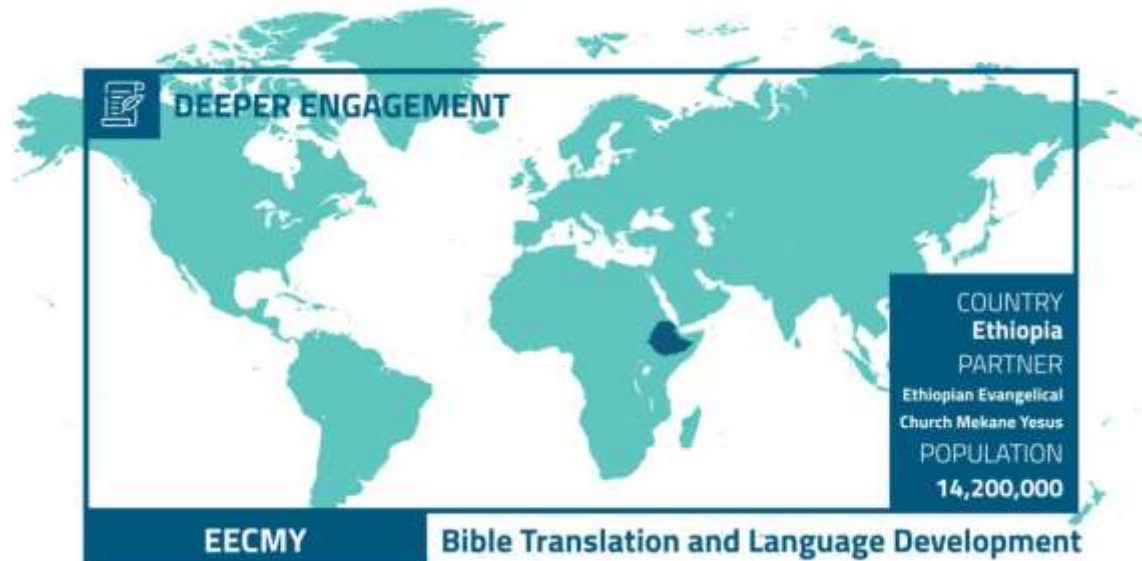 DEEPER ENGAGEMENT
COUNTRY
Ethiopia
PARTNER
Ethiopian Evangelical
Church Mekane Yesus
POPULATION
14,200,000
EECMY
Bible Translation and Language Development